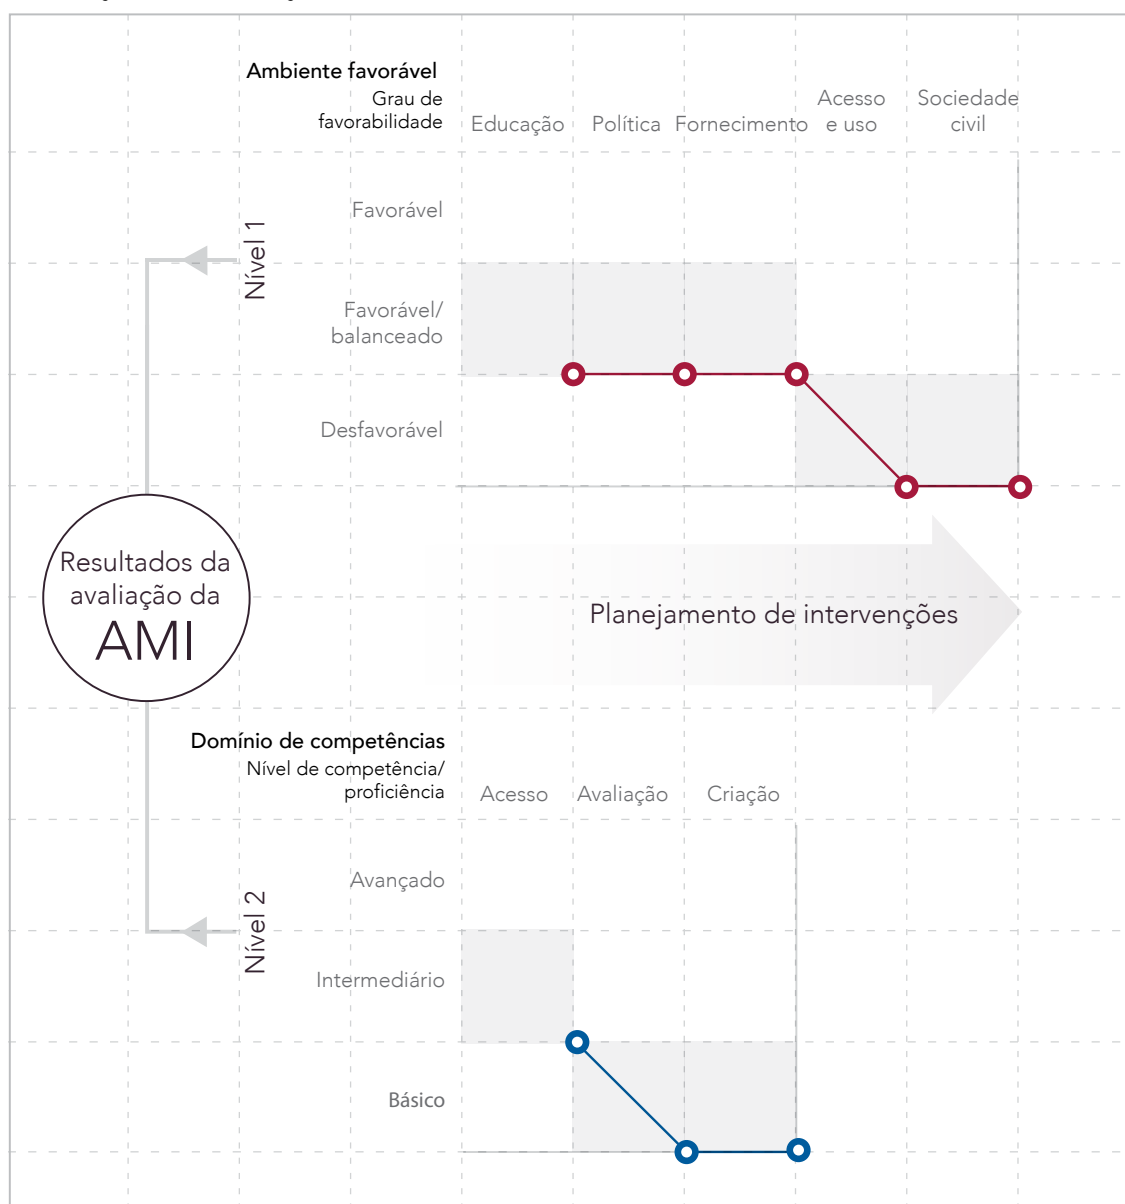 Ambiente favorável
Grau de
favorabilidade
Educação
Política
Fornecimento
Acesso
e uso
Sociedade
civil
Favorável
Nível 1
Favorável/
balanceado
Desfavorável
Resultados da
avaliação da
AMI
Planejamento de intervenções
Domínio de competências
Nível de competência/
proficiência
Acesso
Avaliação
Criação
Avançado
Nível 2
Intermediário
Básico